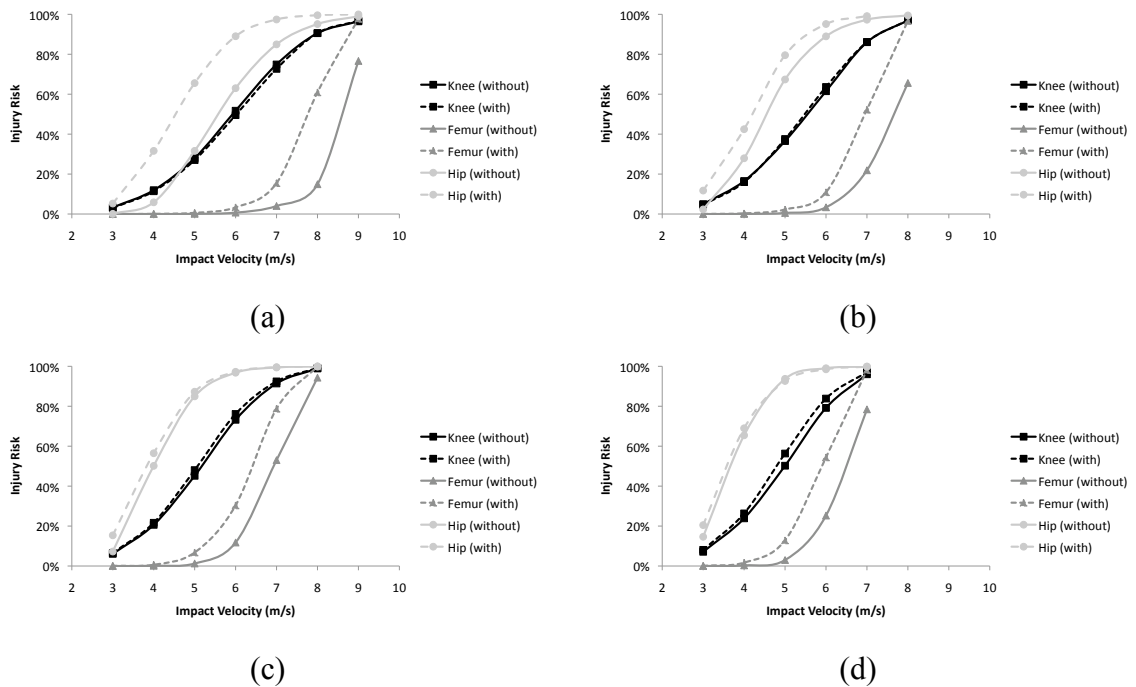 100%
80%
60%
40%
20%
0%
Injury Risk
2 3 4 5 6 7 8 9 10
Impact Velocity (m/s)
Knee (without)
Knee (with)
Femur (without)
Femur (with)
Hip (without)
Hip (with)
(a)
100%
80%
60%
40%
20%
0%
Injury Risk
2 3 4 5 6 7 8 9 10
Impact Velocity (m/s)
Knee (without)
Knee (with)
Femur (without)
Femur (with)
Hip (without)
Hip (with)
(b)
100%
80%
60%
40%
20%
0%
Injury Risk
2 3 4 5 6 7 8 9 10
Impact Velocity (m/s)
Knee (without)
Knee (with)
Femur (without)
Femur (with)
Hip (without)
Hip (with)
(c)
100%
80%
60%
40%
20%
0%
Injury Risk
2 3 4 5 6 7 8 9 10
Impact Velocity (m/s)
Knee (without)
Knee (with)
Femur (without)
Femur (with)
Hip (without)
Hip (with)
(d)